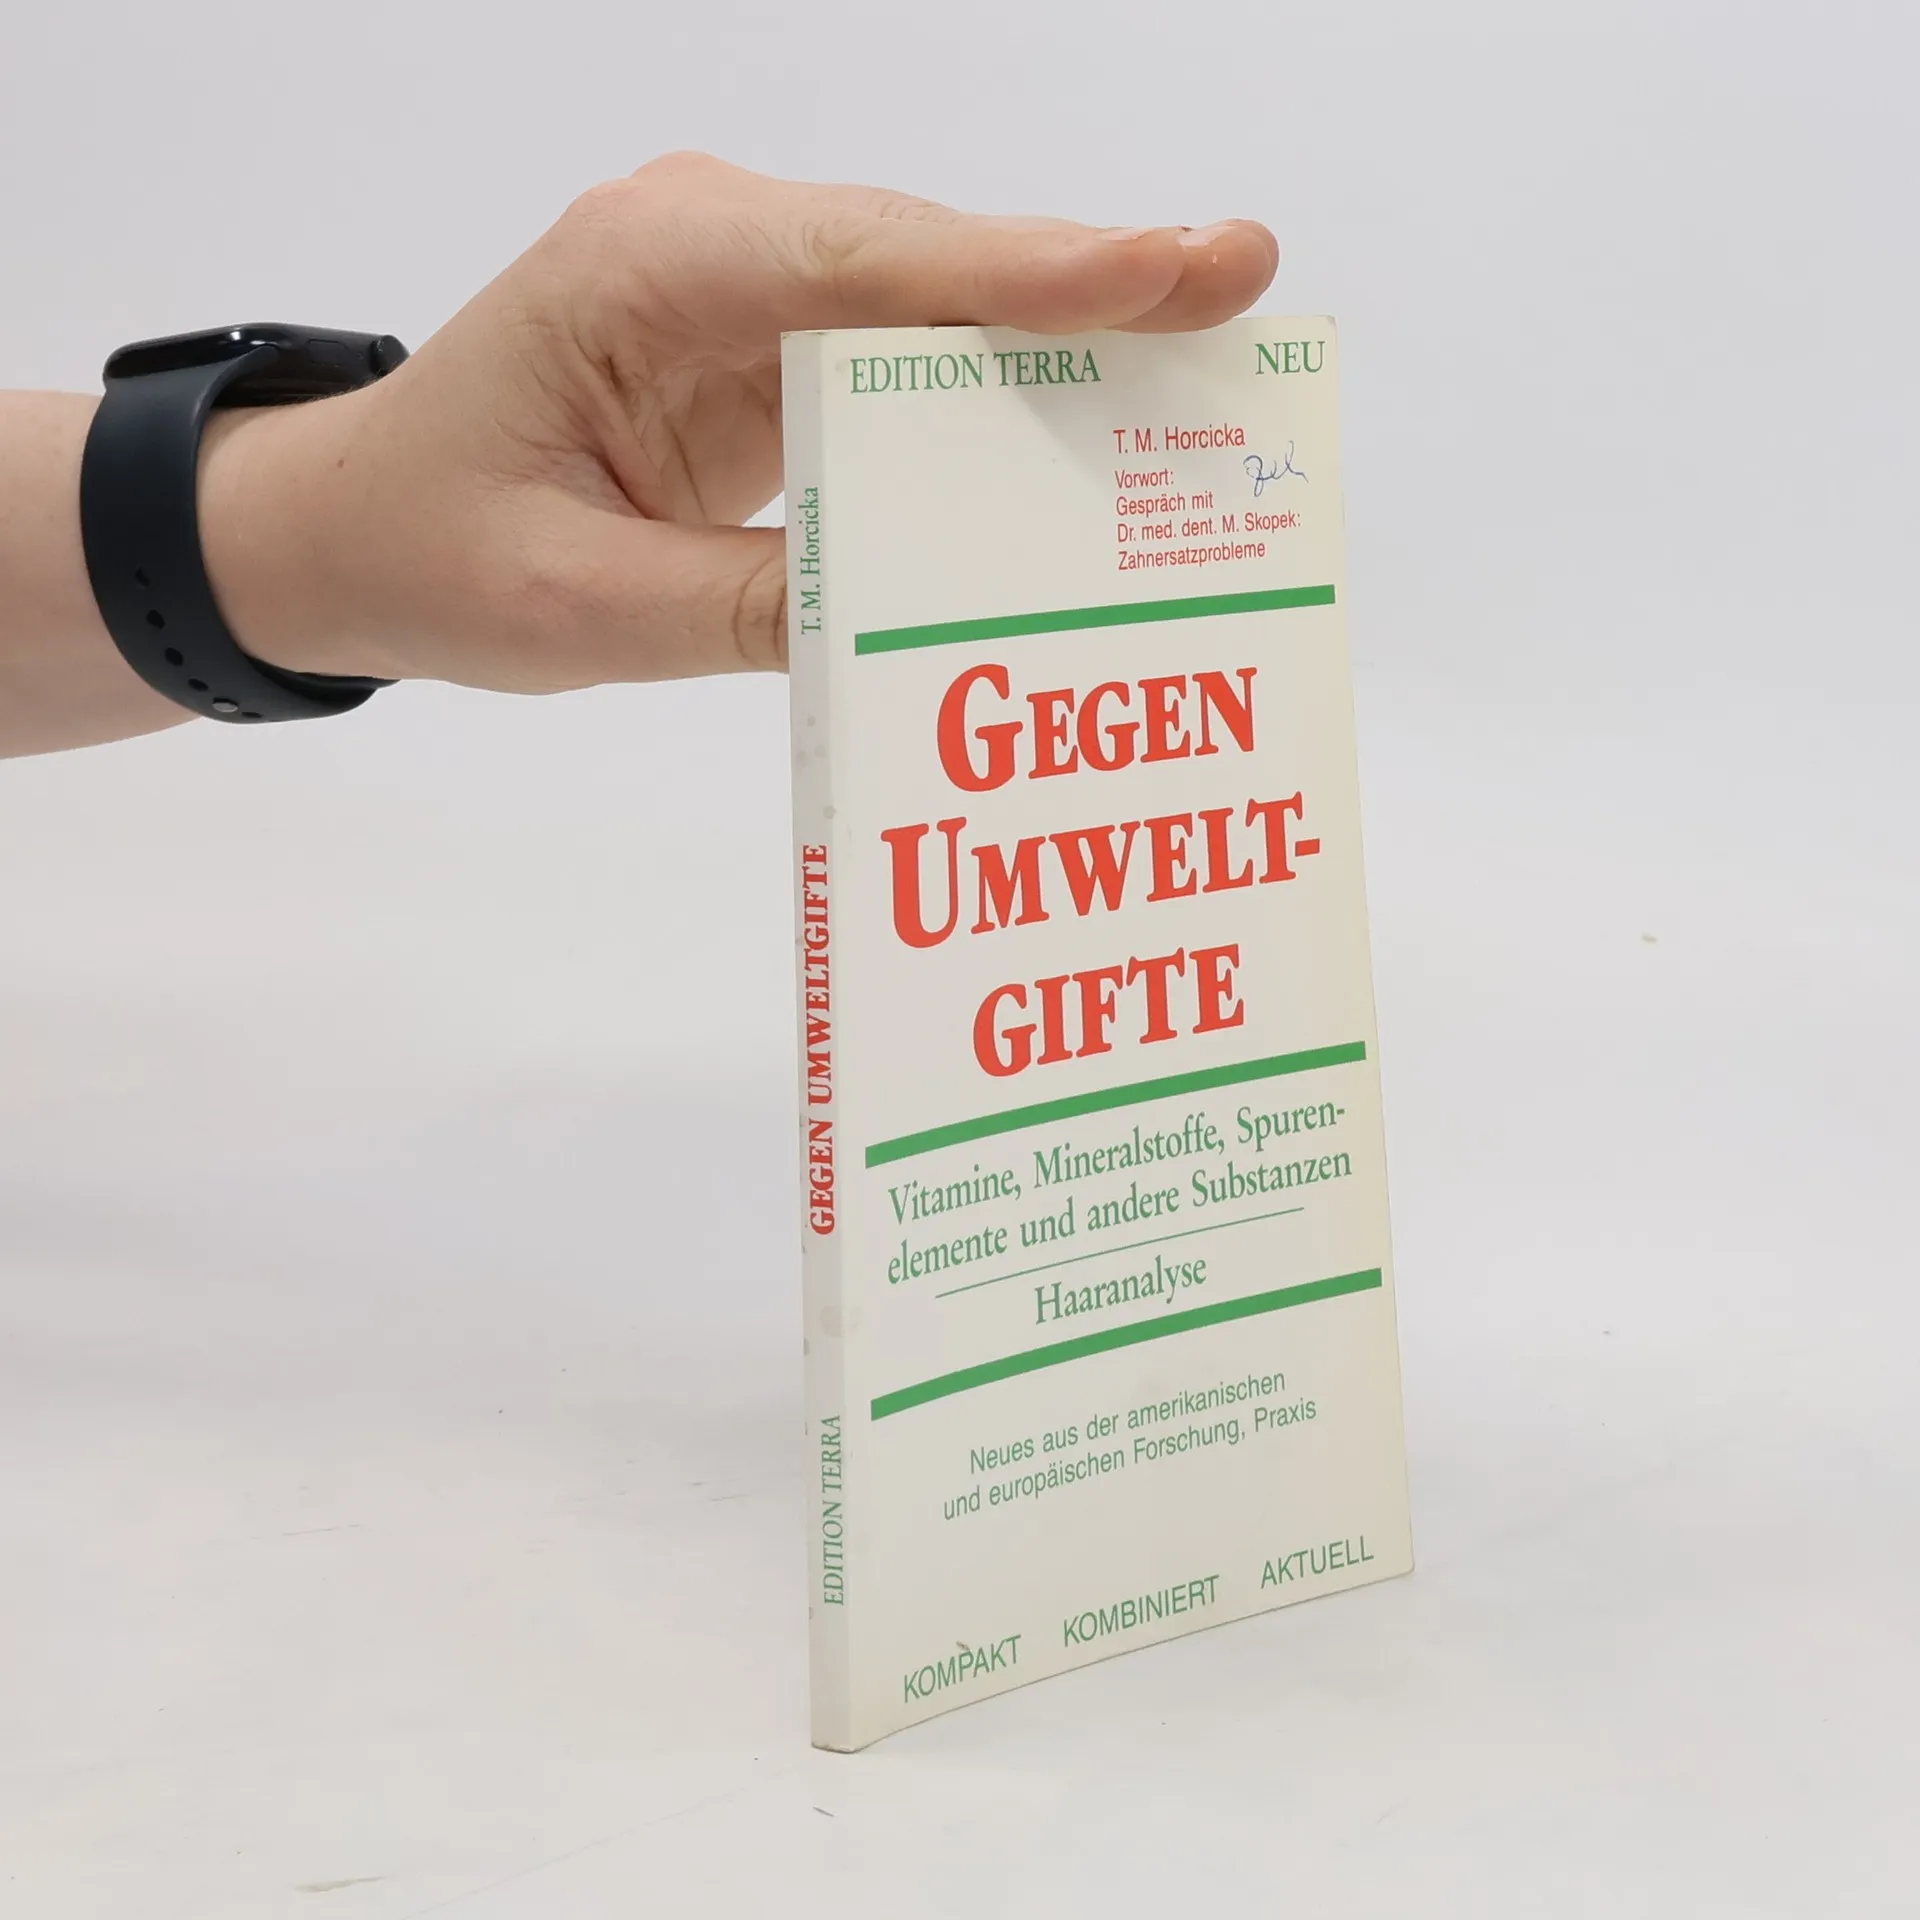 EDITION TERRA NEU
T. M. Horcicka
Vorwort:
Gespräch mit
Dr. med. dent. M. Skopek:
Zahnersatzprobleme
GEGEN
UMWELT-
GIFTE
Vitamine, Mineralstoffe, Spuren-
elemente und andere Substanzen
Haaranalyse
Neues aus der amerikanischen
und europäischen Forschung, Praxis
KOMPAKT KOMBINIERT AKTUELL
EDITION TERRA GEGEN UMWELTGIFTE T. M. Horcicka